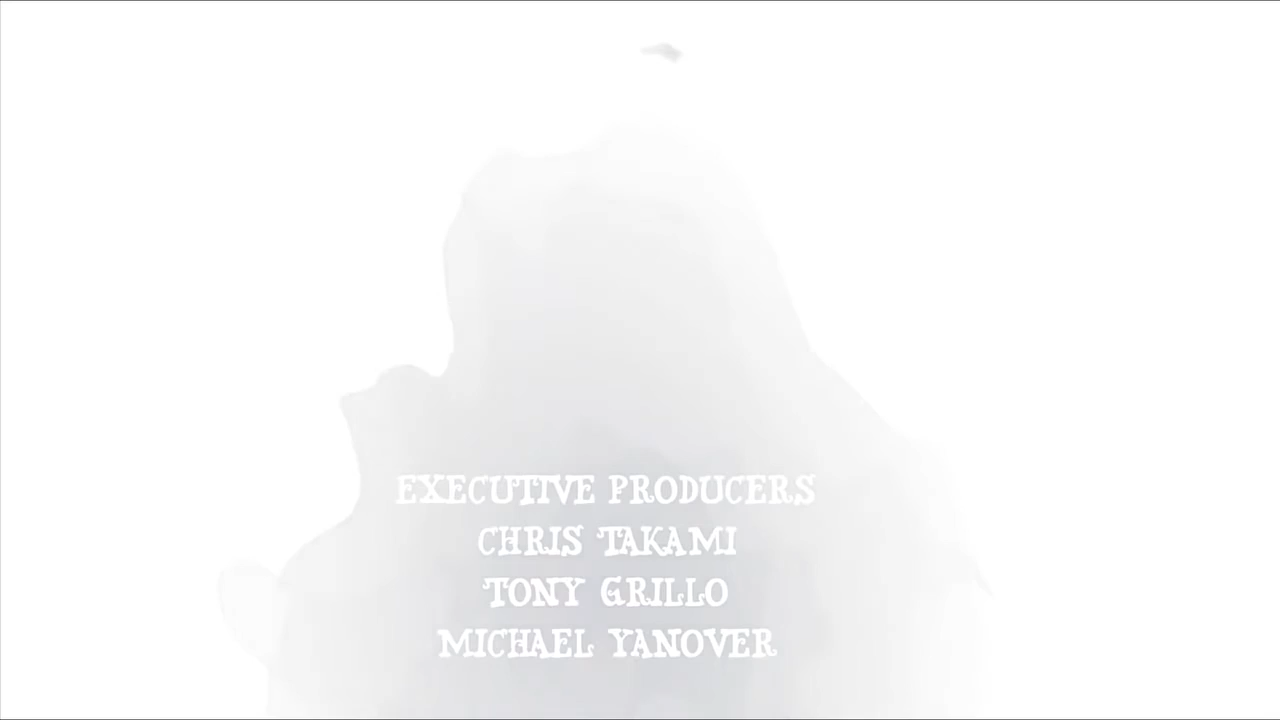 EXECUTIVE PRODUCERS
CHRIS TAKAMI
TONY GRILLO
MICHAEL YANOVER